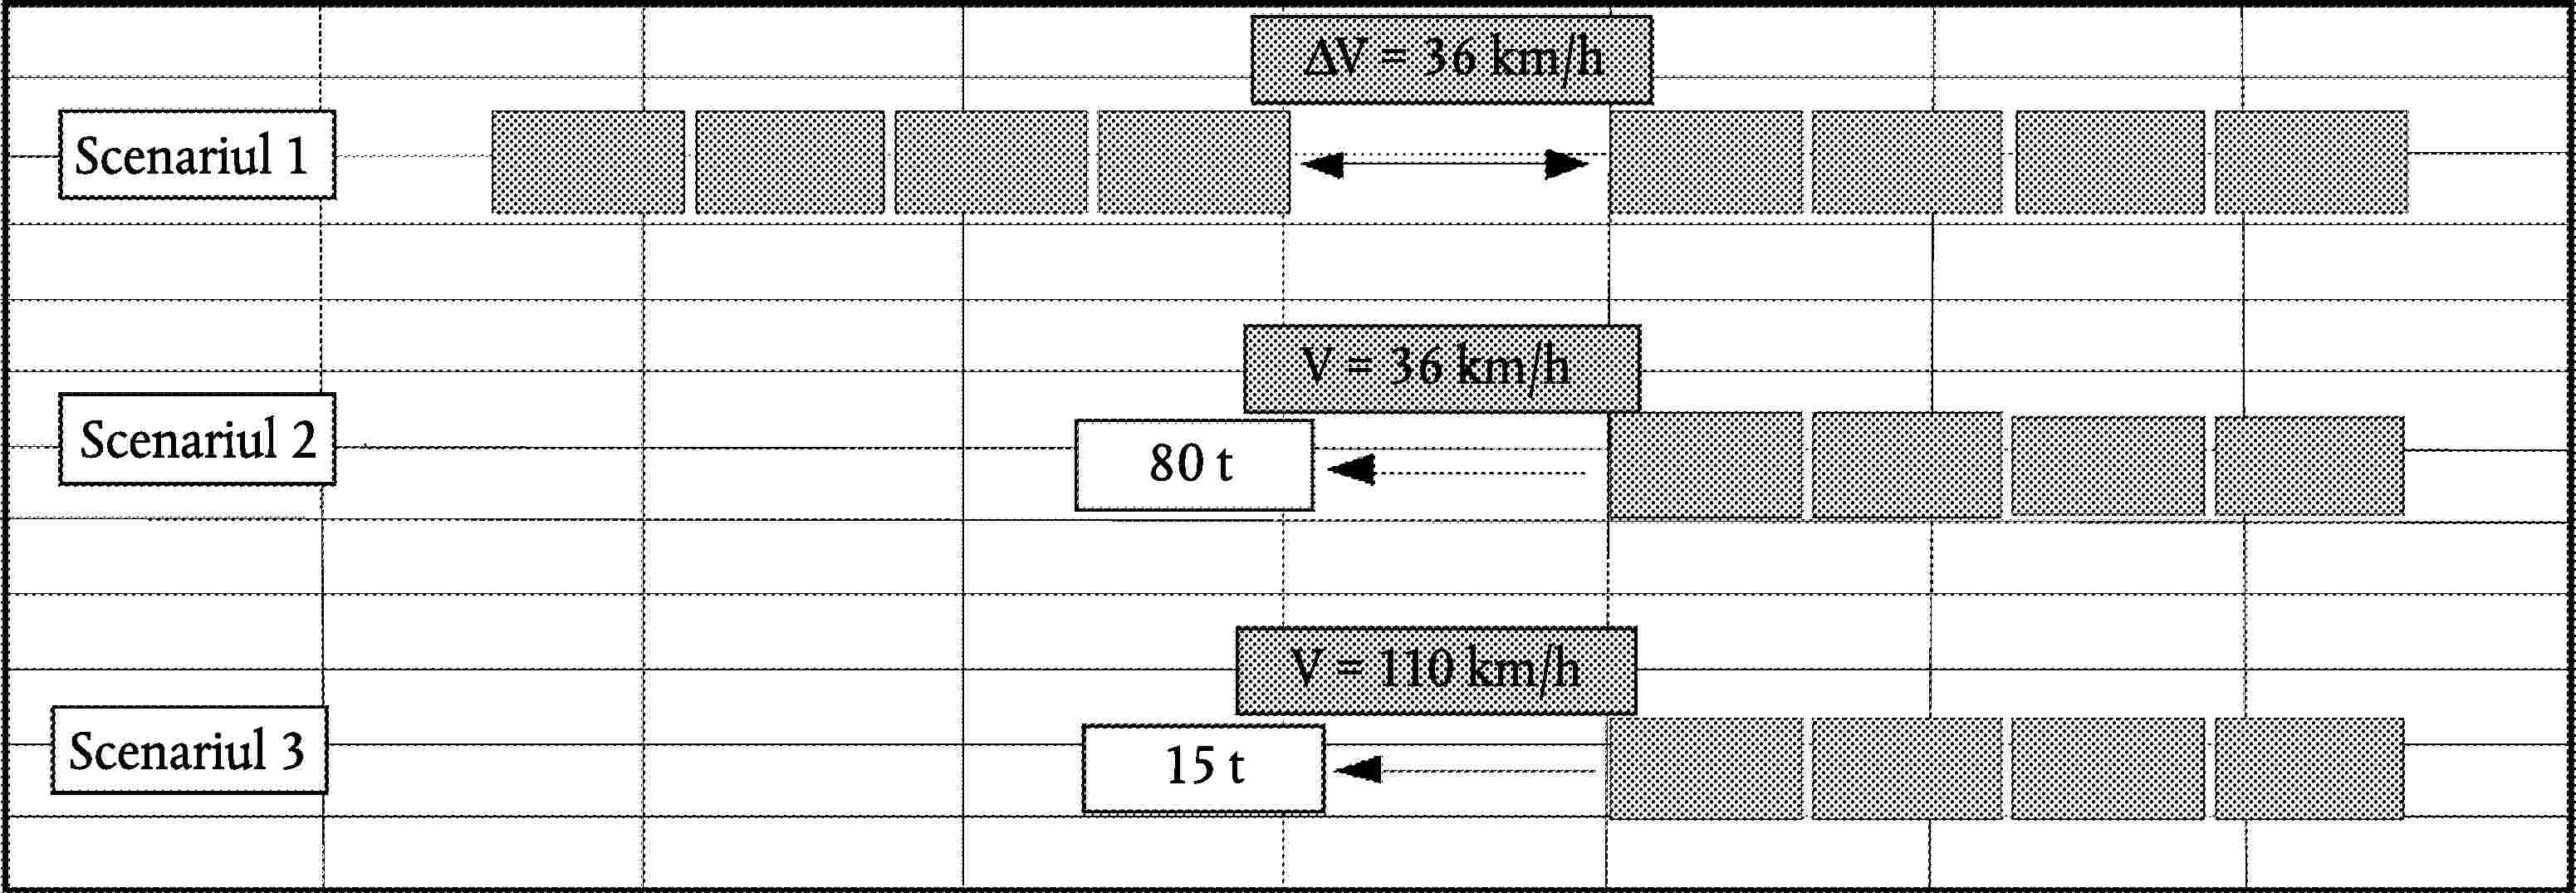 ΔV = 36 km/h
Scenariul 1
V = 36 km/h
Scenariul 2
80 t
V = 110 km/h
Scenariul 3
15 t